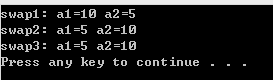 swap1: a1=10 a2=5
swap2: a1=5 a2=10
swap3: a1=5 a2=10
Press any key to continue . . .